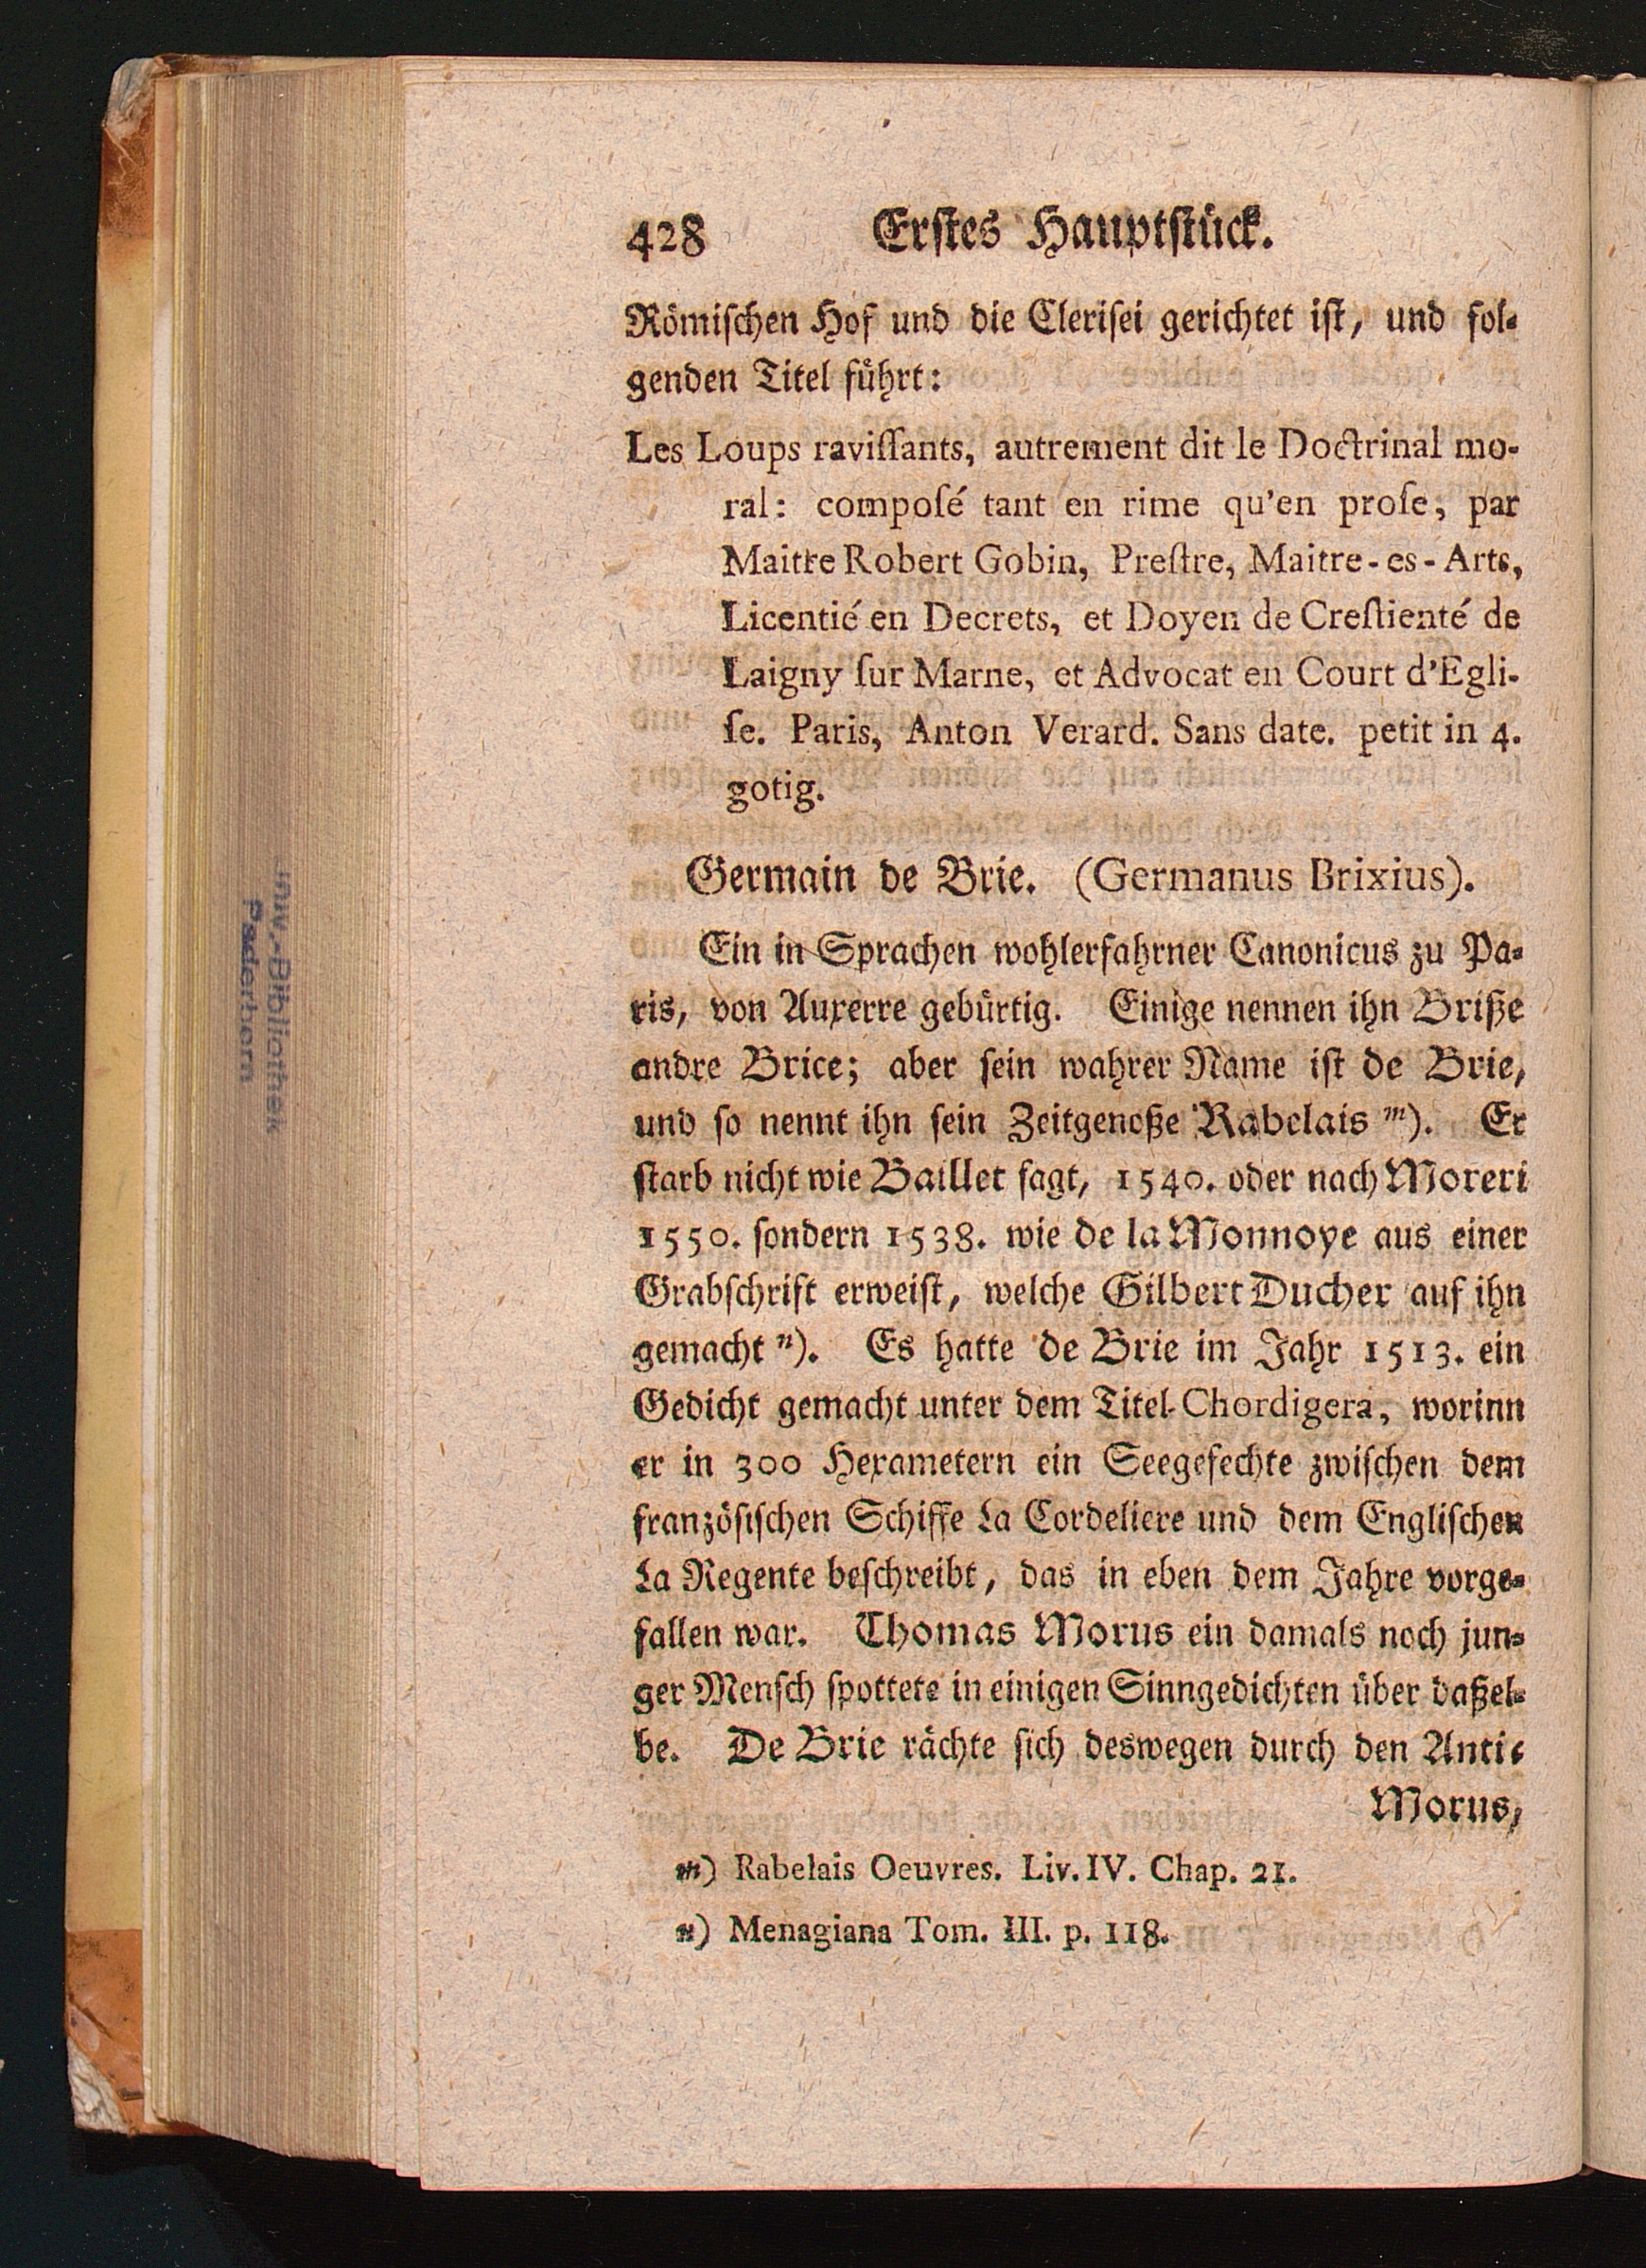 428 Erstes Hauptstück.
Römischen Hof und die Clerisei gerichtet ist, und fol-
genden Titel führt:
Les Loups raviſſants, autrement dit le Doctrinal mo-
ral: compoſé tant en rime qu'en proſe, par
Maitre Robert Gobin, Preſtre, Maitre-es-Arts,
Licentié en Decrets, et Doyen de Creſtienté de
Laigny ſur Marne, et Advocat en Court d'Egli-
ſe. Paris, Anton Verard. Sans date. petit in 4.
gotig.
Germain de Brie. (Germanus Brixius).
Ein in Sprachen wohlerfahrner Canonicus zu Pa-
ris, von Auxerre gebürtig. Einige nennen ihn Briße
andre Brice; aber sein wahrer Name ist de Brie,
und so nennt ihn sein Zeitgenoße Rabelais m). Er
starb nicht wie Baillet sagt, 1540. oder nach Moreri
1550. sondern 1538. wie de la Monnoye aus einer
Grabschrift erweist, welche Gilbert Ducher auf ihn
gemacht n). Es hatte de Brie im Jahr 1513. ein
Gedicht gemacht unter dem Titel Chordigera, worinn
er in 300 Hexametern ein Seegefechte zwischen dem
französischen Schiffe La Cordeliere und dem Englischen
La Regente beschreibt, das in eben dem Jahre vorge-
fallen war. Thomas Morus ein damals noch jun-
ger Mensch spottete in einigen Sinngedichten über daßel-
be. De Brie rächte sich deswegen durch den Anti-
Morus,
m) Rabelais Oeuvres. Liv. IV. Chap. 21.
n) Menagiana Tom. III. p. 118.
Univ.-Bibliothek
Paderborn